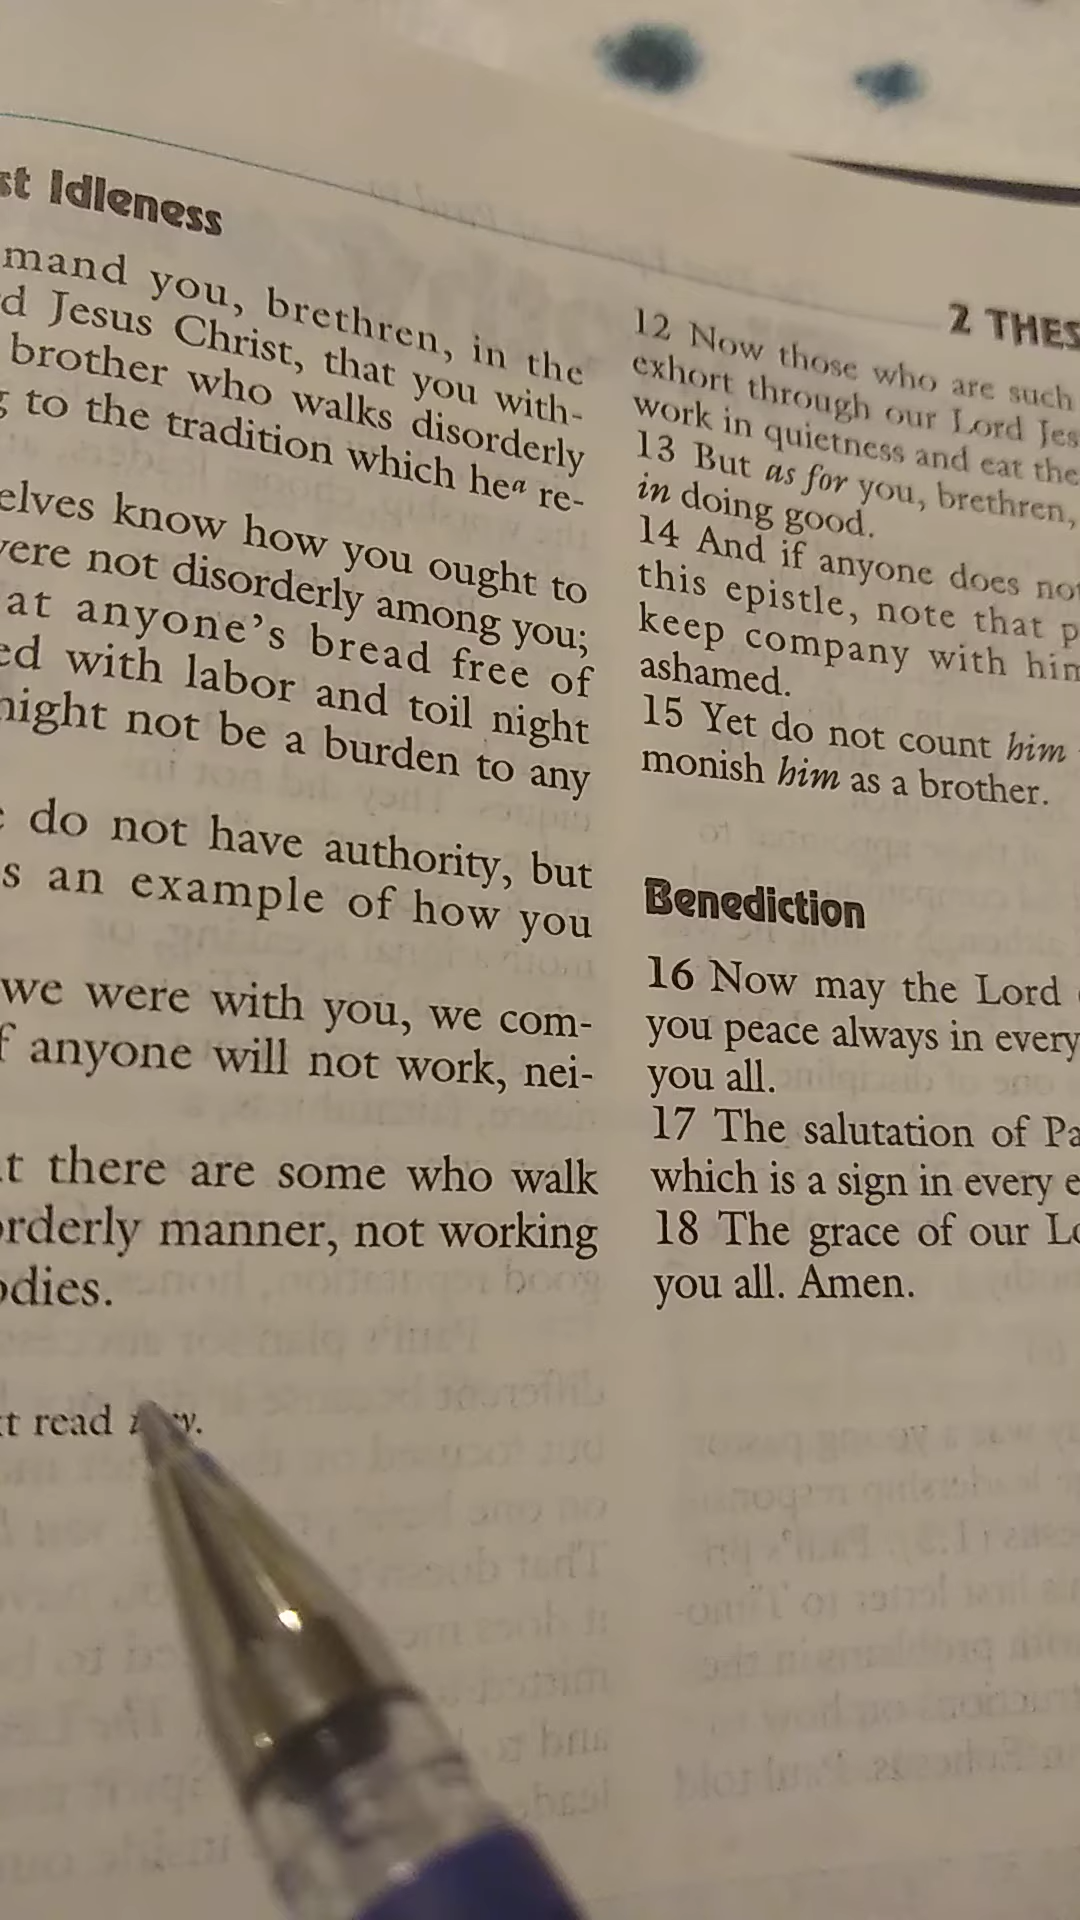 st Idleness
mand you, brethren, in the
d Jesus Christ, that you with-
brother who walks disorderly
g to the tradition which heª re-
elves know how you ought to
vere not disorderly among you;
at anyone's bread free of
ed with labor and toil night
night not be a burden to any
e do not have authority, but
s an example of how you
we were with you, we com-
f anyone will not work, nei-
t there are some who walk
orderly manner, not working
odies.
t read
2 THES
12 Now those who are such
exhort through our Lord Jes
work in quietness and eat the
13 But as for you, brethren,
in doing good.
14 And if anyone does not
this epistle, note that p
keep company with him
ashamed.
15 Yet do not count him
monish him as a brother.
Benediction
16 Now may the Lord
you peace always in every
you all.
17 The salutation of Pa
which is a sign in every e
18 The grace of our Lo
you all. Amen.